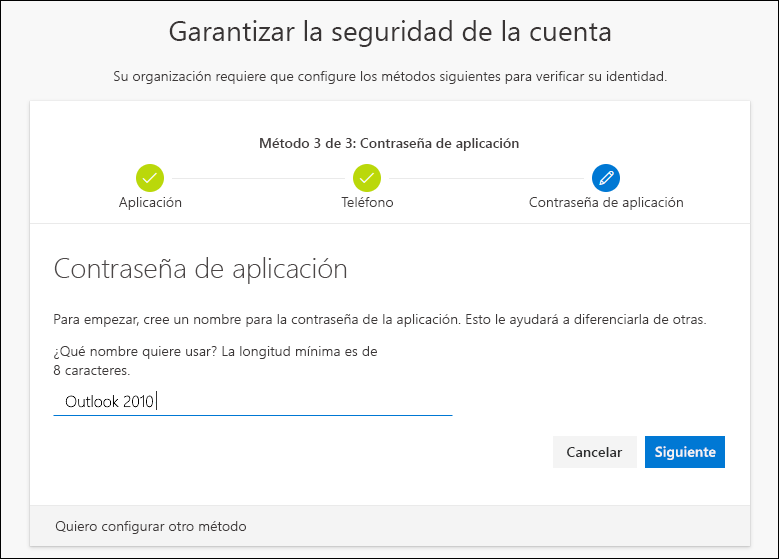 Garantizar la seguridad de la cuenta
Su organización requiere que configure los métodos siguientes para verificar su identidad.
Método 3 de 3: Contraseña de aplicación
Aplicación
Teléfono
Contraseña de aplicación
Contraseña de aplicación
Para empezar, cree un nombre para la contraseña de la aplicación. Esto le ayudará a diferenciarla de otras.
¿Qué nombre quiere usar? La longitud mínima es de
8 caracteres.
Outlook 2010
Cancelar
Siguiente
Quiero configurar otro método